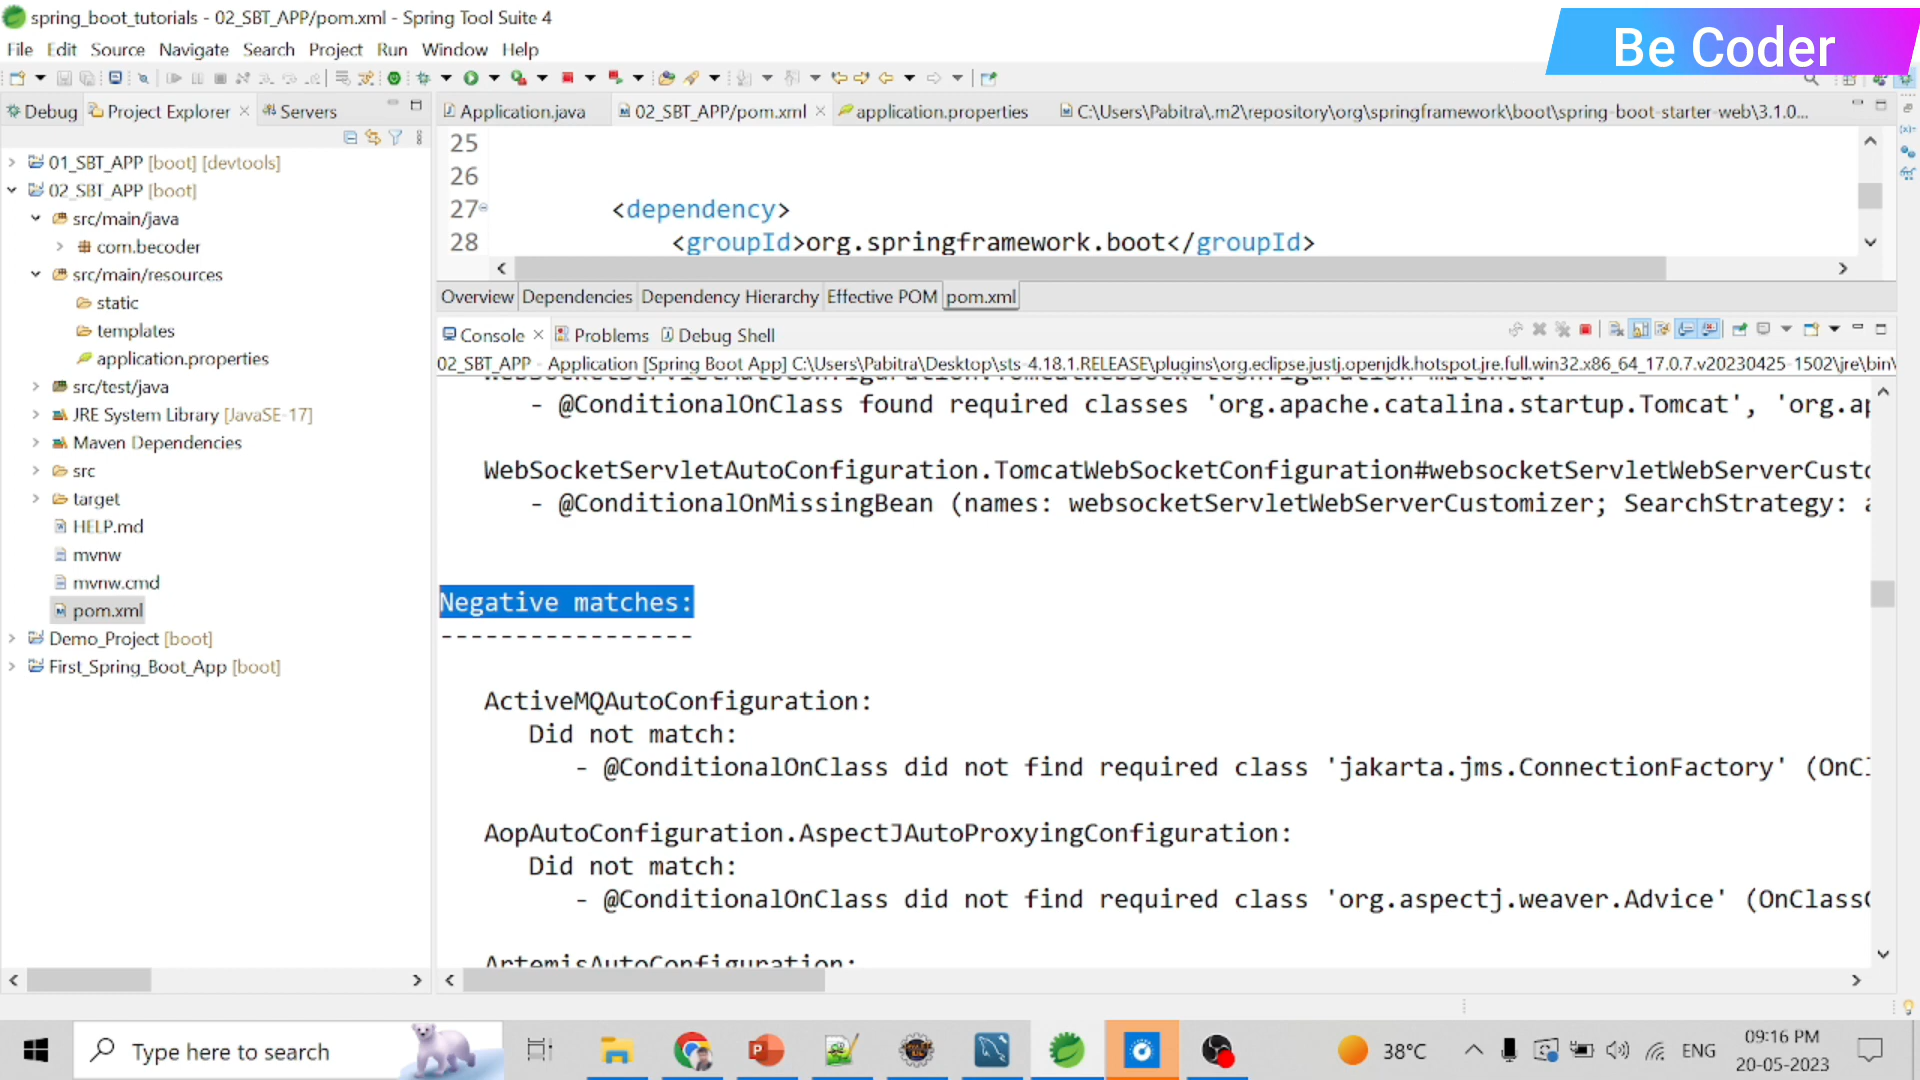 spring_boot_tutorials - 02_SBT_APP/pom.xml - Spring Tool Suite 4
Be Coder
File Edit Source Navigate Search Project Run Window Help
Debug Project Explorer Servers
Application.java 02_SBT_APP/pom.xml application.properties C:\Users\Pabitra\.m2\repository\org\springframework\boot\spring-boot-starter-web\3.1.0...
01_SBT_APP [boot] [devtools]
02_SBT_APP [boot]
src/main/java
com.becoder
src/main/resources
static
templates
application.properties
src/test/java
JRE System Library [JavaSE-17]
Maven Dependencies
src
target
HELP.md
mvnw
mvnw.cmd
pom.xml
Demo_Project [boot]
First_Spring_Boot_App [boot]
25
26
27 <dependency>
28 <groupId>org.springframework.boot</groupId>
Overview Dependencies Dependency Hierarchy Effective POM pom.xml
Console Problems Debug Shell
02_SBT_APP - Application [Spring Boot App] C:\Users\Pabitra\Desktop\sts-4.18.1.RELEASE\plugins\org.eclipse.justj.openjdk.hotspot.jre.full.win32.x86_64_17.0.7.v20230425-1502\jre\bin\
WebSocketServletAutoConfiguration.TomcatWebSocketConfiguration matched:
- @ConditionalOnClass found required classes 'org.apache.catalina.startup.Tomcat', 'org.ap
WebSocketServletAutoConfiguration.TomcatWebSocketConfiguration#websocketServletWebServerCusto
- @ConditionalOnMissingBean (names: websocketServletWebServerCustomizer; SearchStrategy: a
Negative matches:
-----------------
ActiveMQAutoConfiguration:
Did not match:
- @ConditionalOnClass did not find required class 'jakarta.jms.ConnectionFactory' (OnCl
AopAutoConfiguration.AspectJAutoProxyingConfiguration:
Did not match:
- @ConditionalOnClass did not find required class 'org.aspectj.weaver.Advice' (OnClassC
ArtemisAutoConfiguration:
Type here to search
38°C
ENG
09:16 PM
20-05-2023